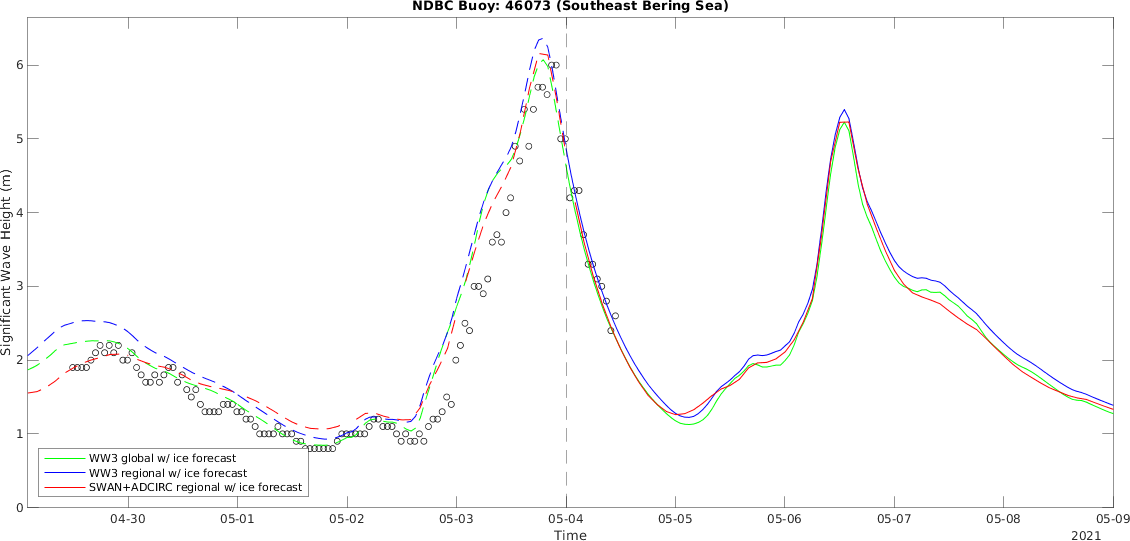 NDBC Buoy: 46073 (Southeast Bering Sea)
Significant Wave Height (m)
6
5
4
3
2
1
0
WW3 global w/ ice forecast
WW3 regional w/ ice forecast
SWAN+ADCIRC regional w/ ice forecast
04-30 05-01 05-02 05-03 05-04 05-05 05-06 05-07 05-08 05-09
Time
2021